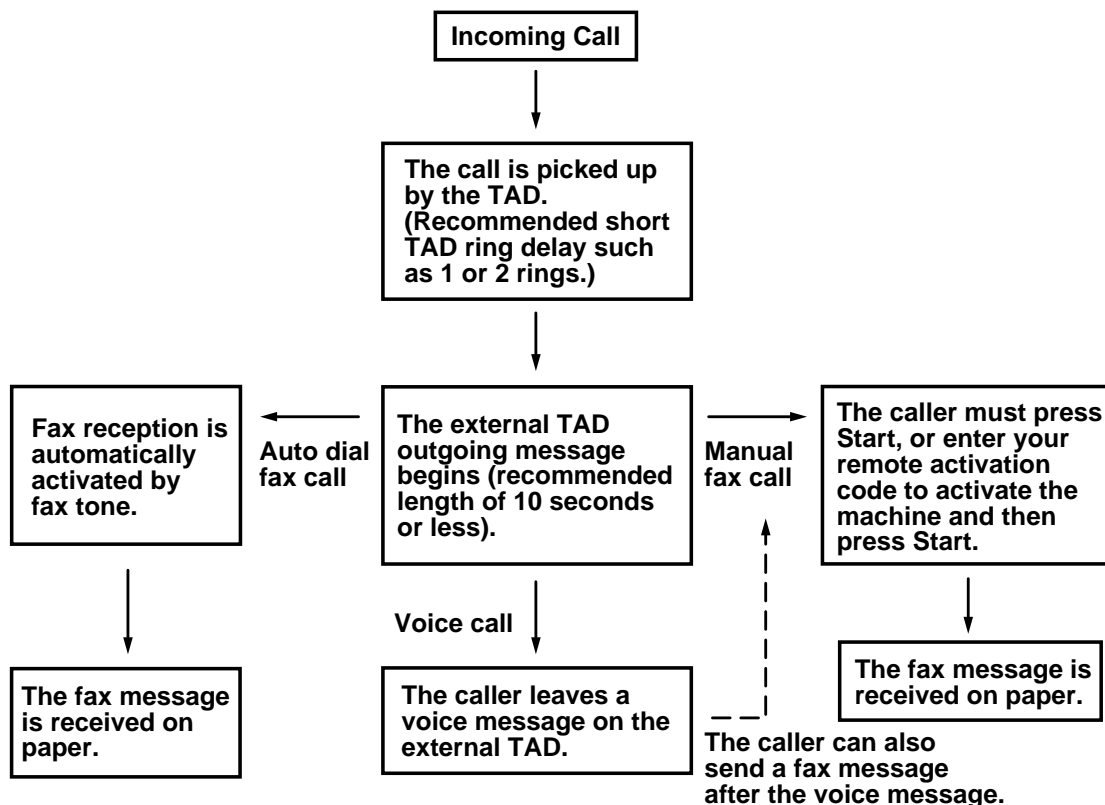 Incoming Call
The call is picked up
by the TAD.
(Recommended short
TAD ring delay such
as 1 or 2 rings.)
Fax reception is
automatically
activated by
fax tone.
Auto dial
fax call
The external TAD
outgoing message
begins (recommended
length of 10 seconds
or less).
Manual
fax call
The caller must press
Start, or enter your
remote activation
code to activate the
machine and then
press Start.
Voice call
The fax message
is received on
paper.
The caller leaves a
voice message on the
external TAD.
The fax message is
received on paper.
The caller can also
send a fax message
after the voice message.